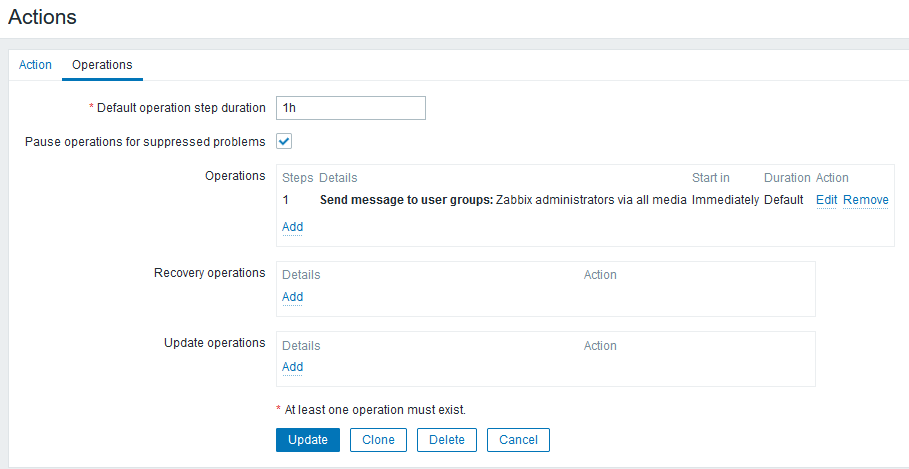 Actions
Action Operations
* Default operation step duration 1h
Pause operations for suppressed problems
Operations Steps Details Start in Duration Action
1 Send message to user groups: Zabbix administrators via all media Immediately Default Edit Remove
Add
Recovery operations Details Action
Add
Update operations Details Action
Add
* At least one operation must exist.
Update Clone Delete Cancel